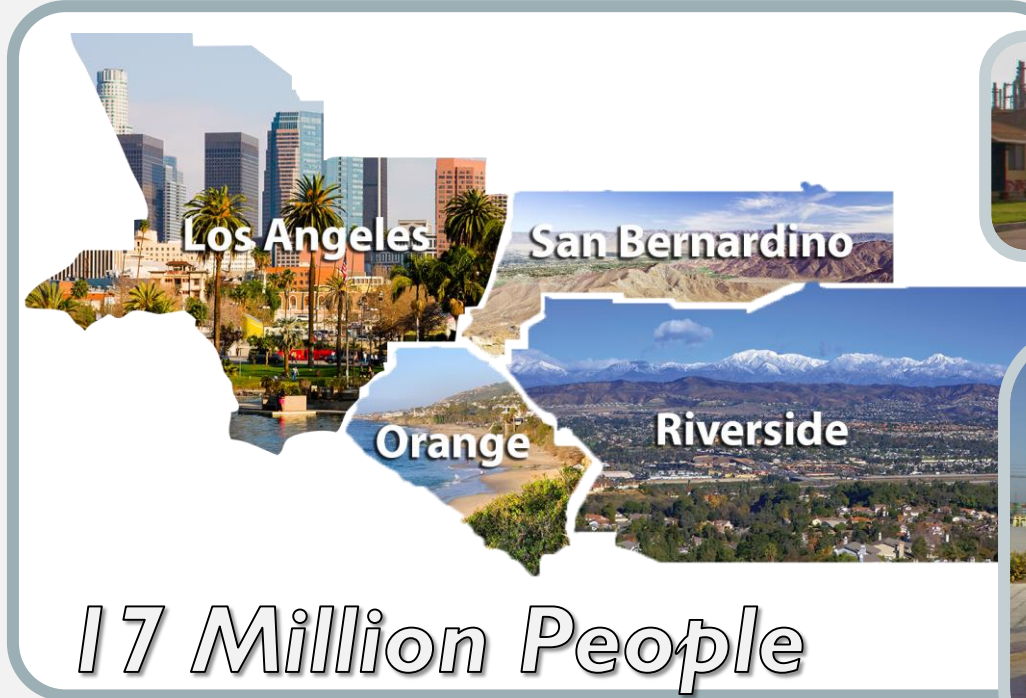 Los Angeles
San Bernardino
Orange
Riverside
17 Million People